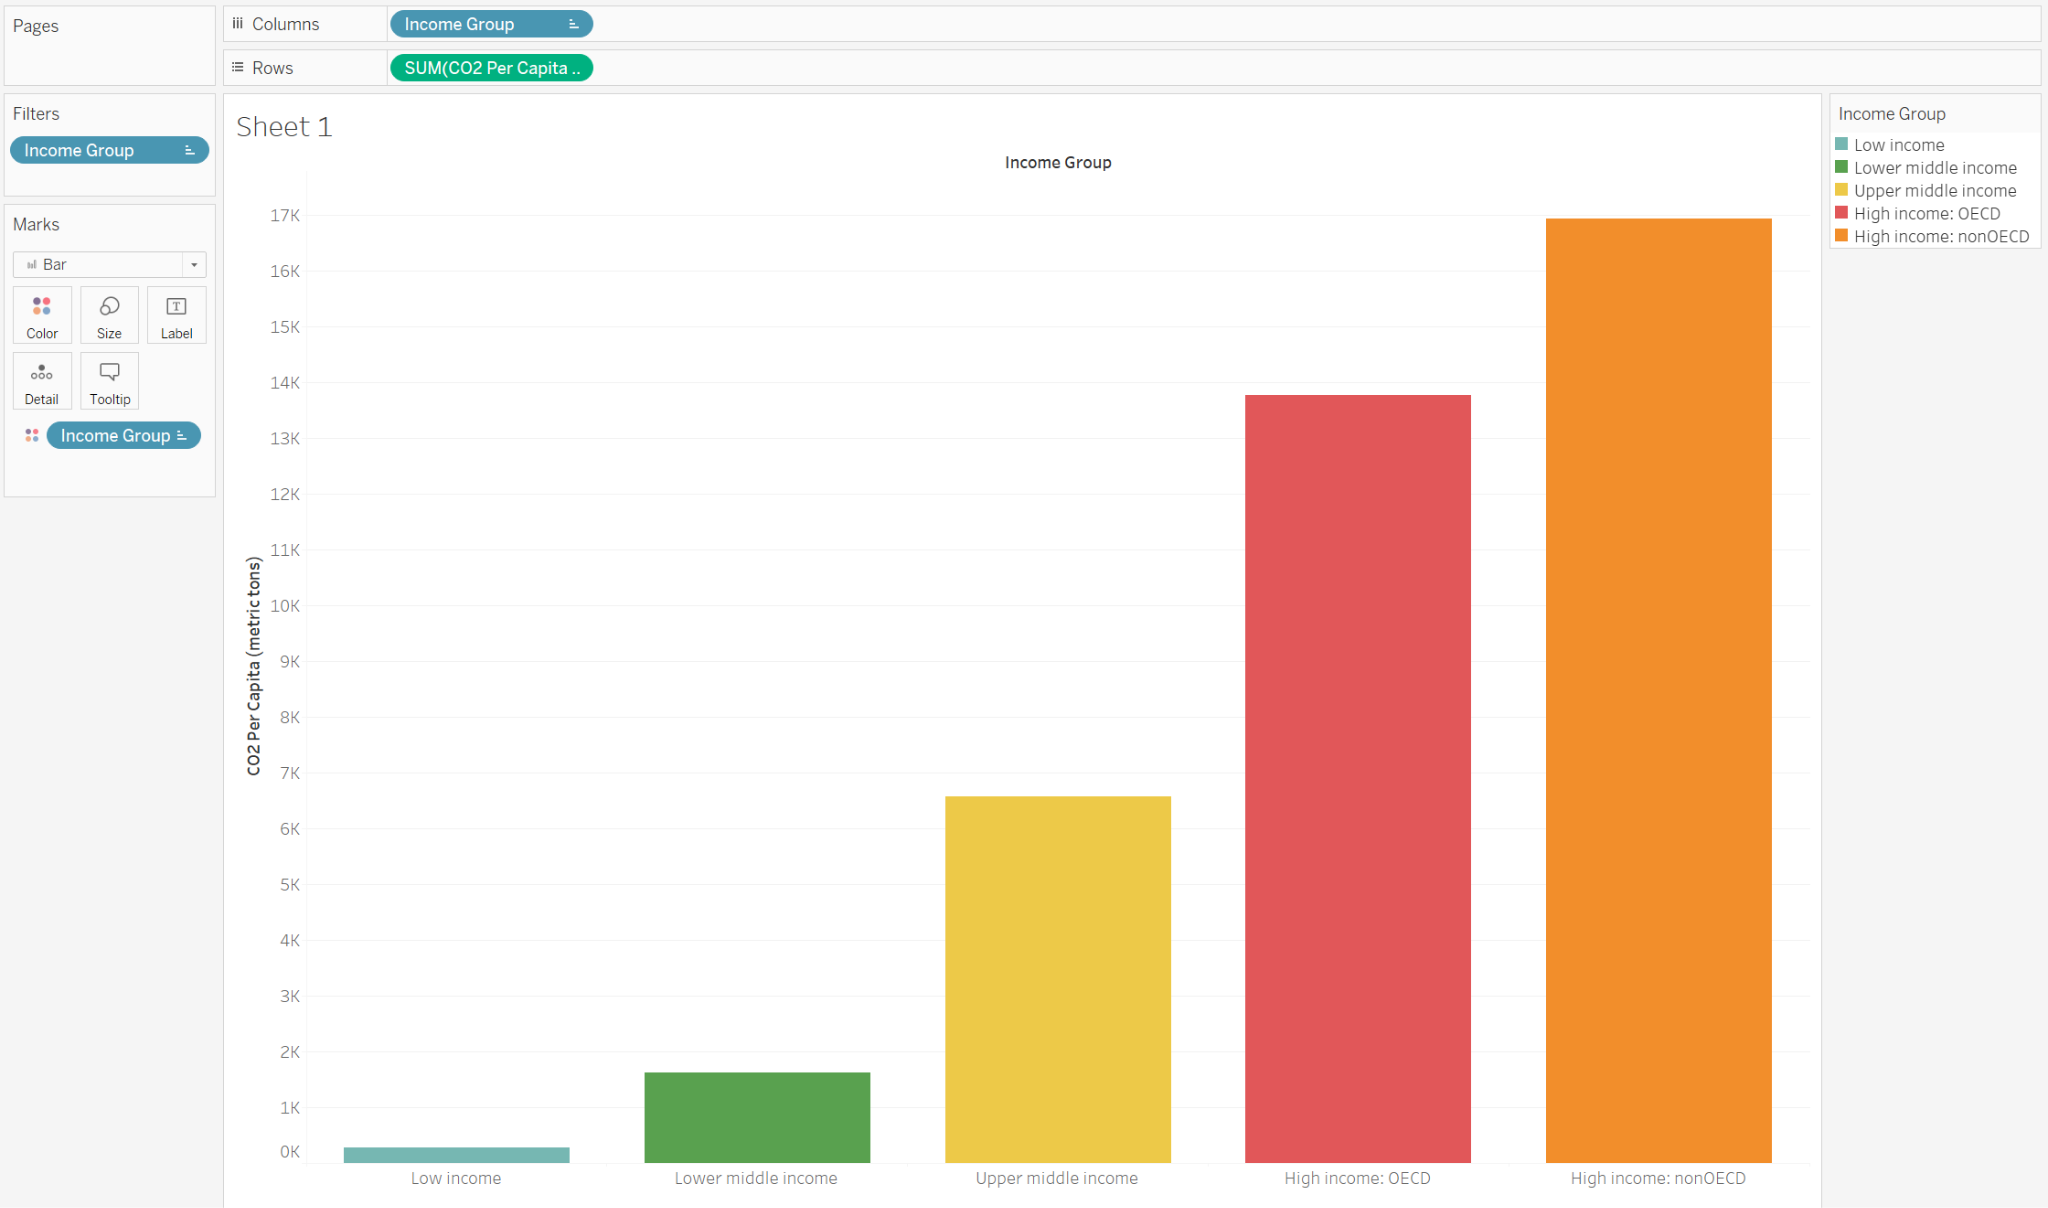 Pages
Columns
Income Group
Rows
SUM(CO2 Per Capita ..
Filters
Income Group
Marks
Bar
Color
Size
Label
Detail
Tooltip
Income Group
Sheet 1
Income Group
CO2 Per Capita (metric tons)
17K
16K
15K
14K
13K
12K
11K
10K
9K
8K
7K
6K
5K
4K
3K
2K
1K
0K
Low income
Lower middle income
Upper middle income
High income: OECD
High income: nonOECD
Income Group
Low income
Lower middle income
Upper middle income
High income: OECD
High income: nonOECD